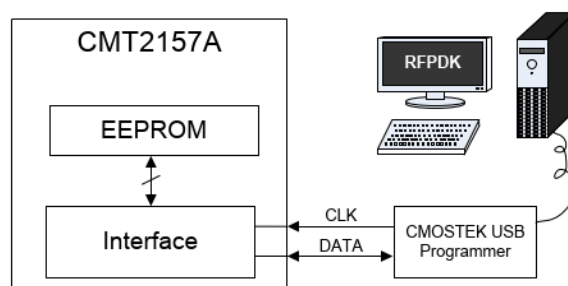 CMT2157A
RFPDK
EEPROM
CLK
Interface
DATA
CMOSTEK USB
Programmer